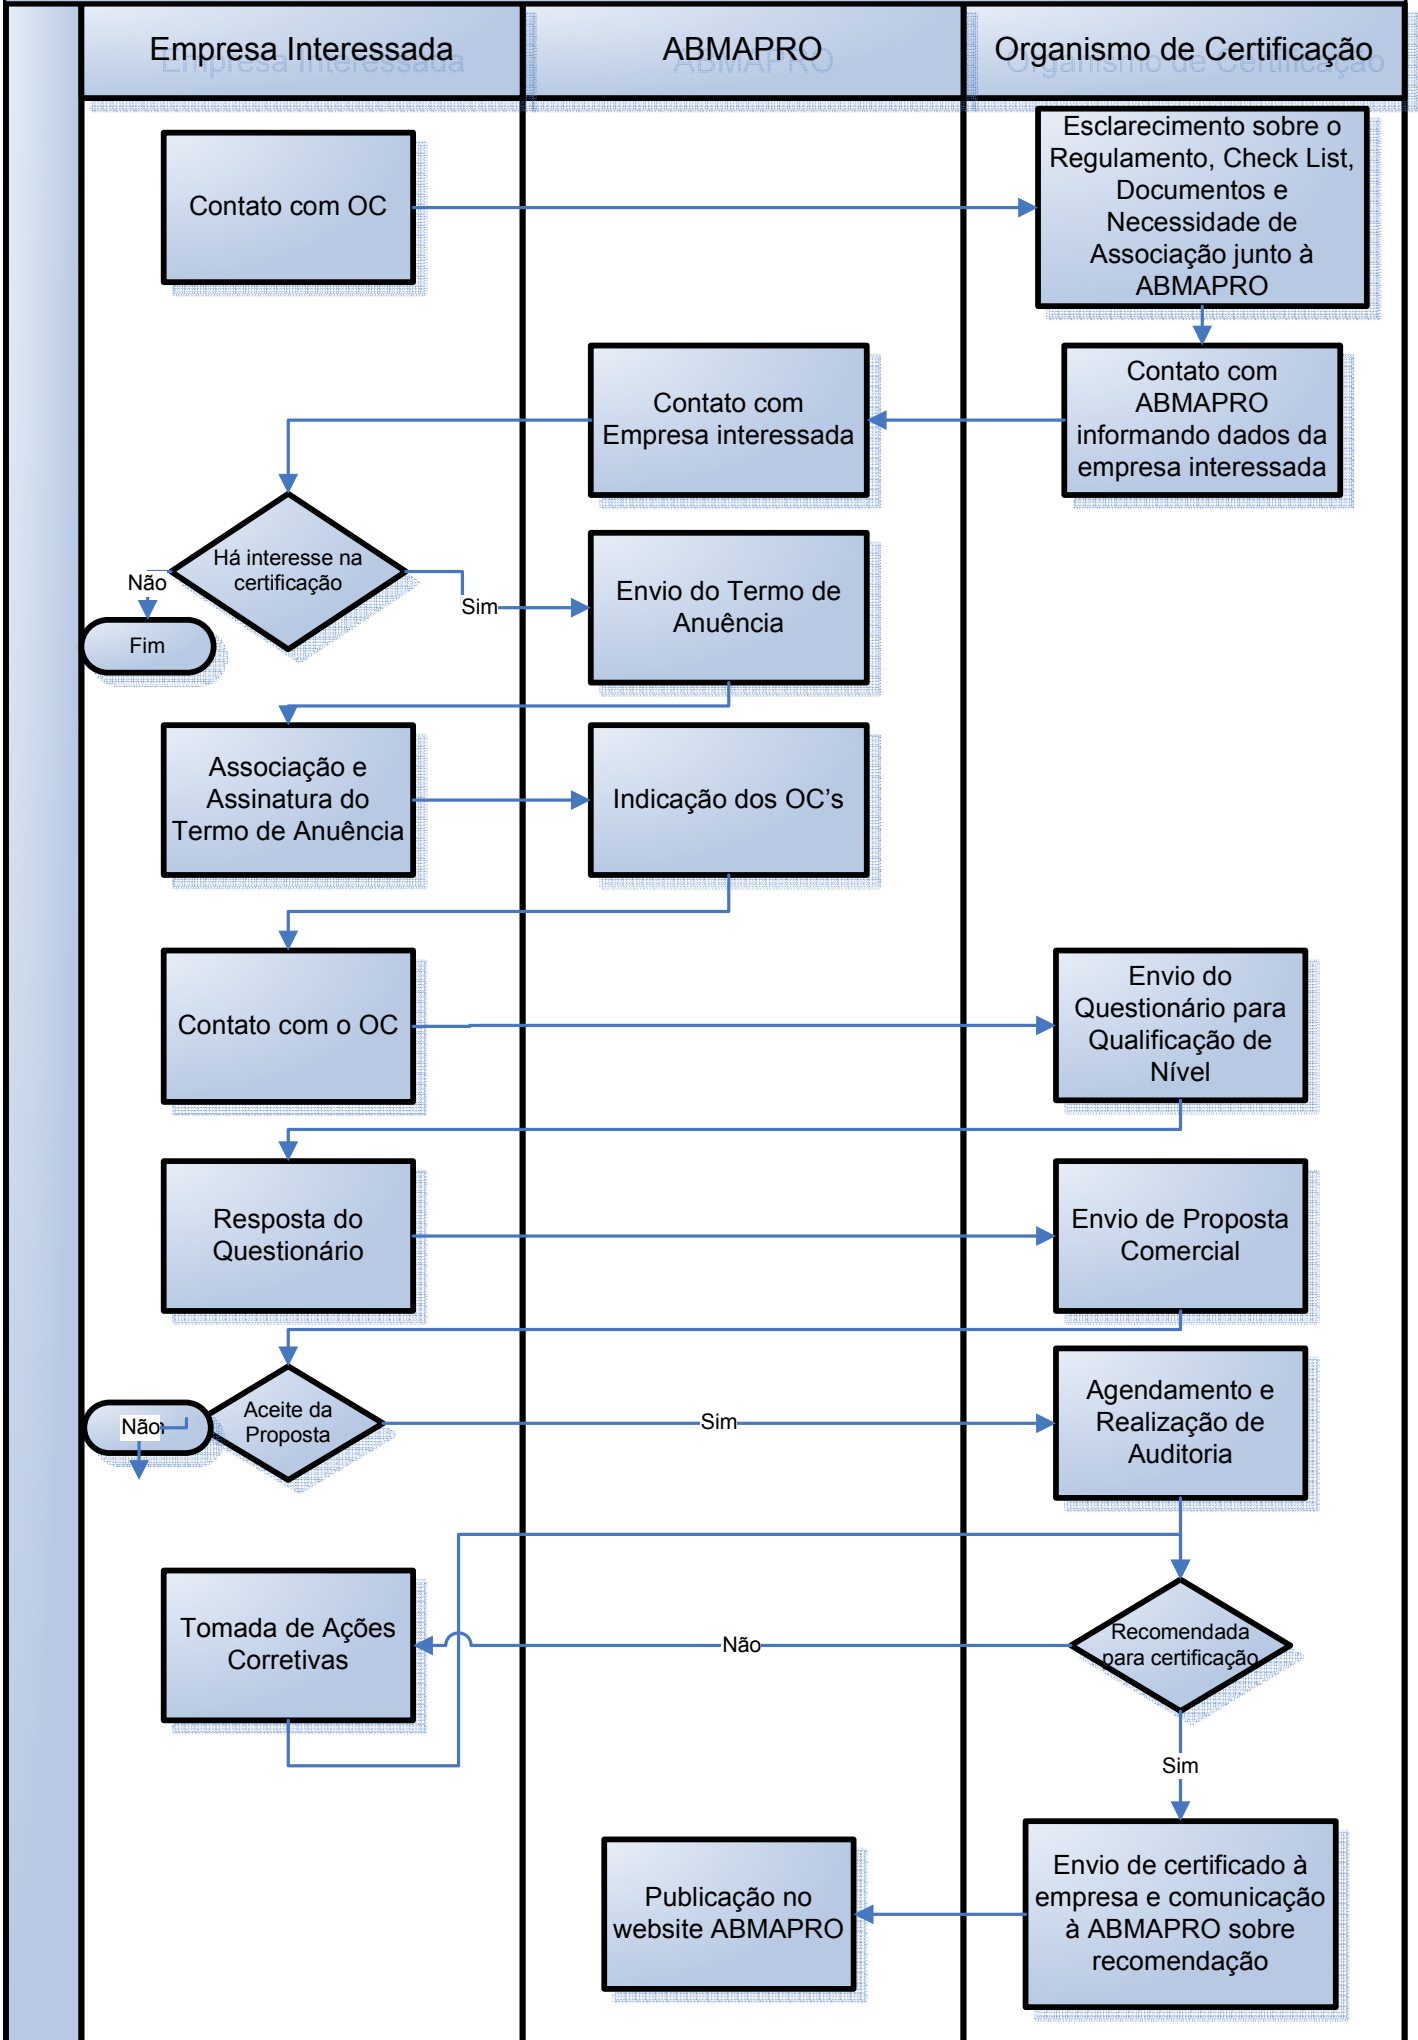 Empresa Interessada
ABMAPRO
Organismo de Certificação
Contato com OC
Esclarecimento sobre o
Regulamento, Check List,
Documentos e
Necessidade de
Associação junto à
ABMAPRO
Contato com
ABMAPRO
informando dados da
empresa interessada
Contato com
Empresa interessada
Há interesse na
certificação
Não
Fim
Sim
Envio do Termo de
Anuência
Associação e
Assinatura do
Termo de Anuência
Indicação dos OC's
Contato com o OC
Envio do
Questionário para
Qualificação de
Nível
Resposta do
Questionário
Envio de Proposta
Comercial
Aceite da
Proposta
Não
Sim
Agendamento e
Realização de
Auditoria
Recomendada
para certificação
Não
Tomada de Ações
Corretivas
Sim
Envio de certificado à
empresa e comunicação
à ABMAPRO sobre
recomendação
Publicação no
website ABMAPRO